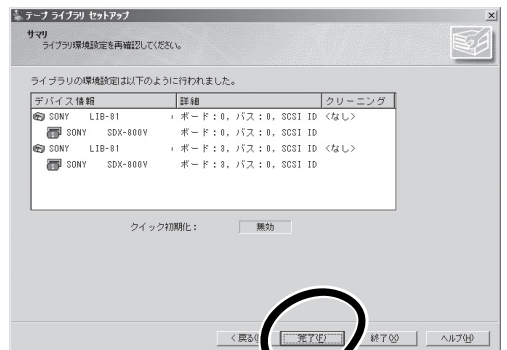 テープ ライブラリ セットアップ
サマリ
ライブラリ環境設定を再確認してください。
ライブラリの環境設定は以下のように行われました。
デバイス情報 詳細 クリーニング
SONY LIB-81 : ボード:0, バス:0, SCSI ID <なし>
SONY SDX-800V ボード:0, バス:0, SCSI ID
SONY LIB-81 : ボード:3, バス:0, SCSI ID <なし>
SONY SDX-800V ボード:3, バス:0, SCSI ID
クイック初期化: 無効
< 戻る 完了(F) 終了(X) ヘルプ(H)